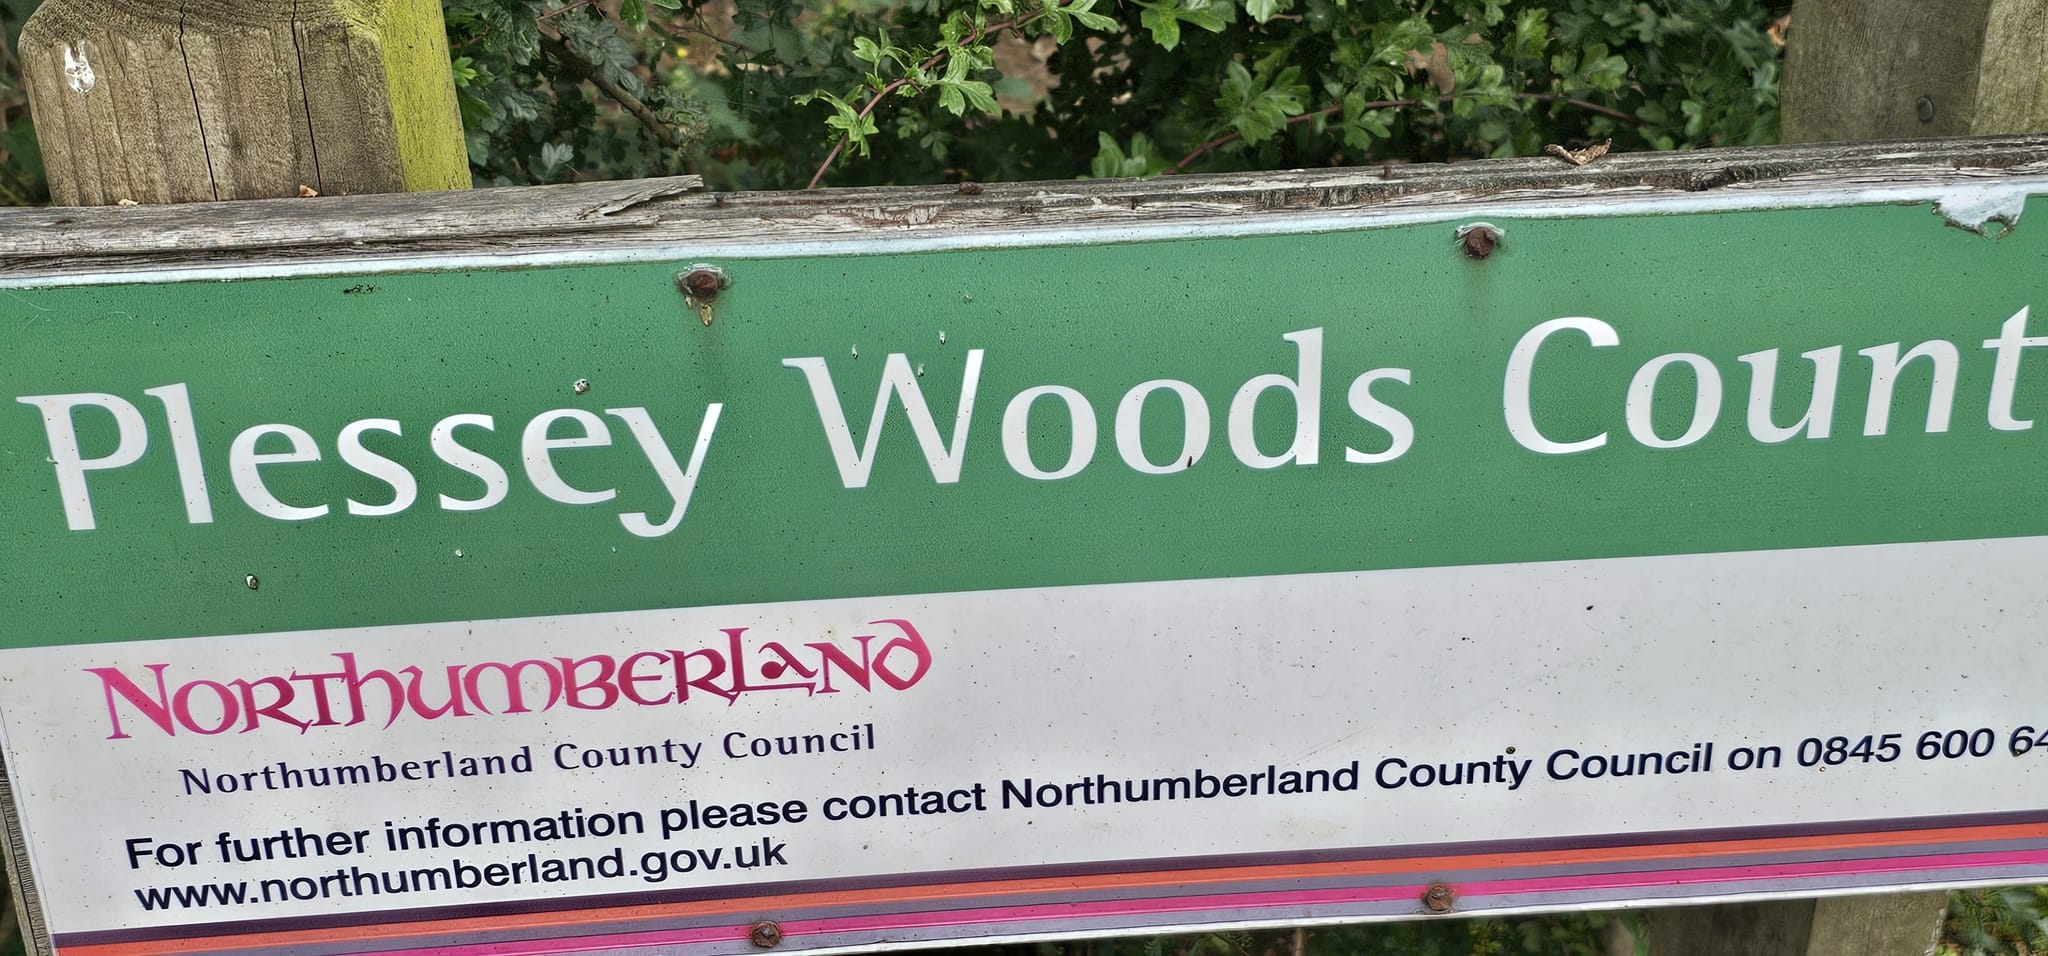 Plessey Woods Count
NORThUMBERLAND
Northumberland County Council
For further information please contact Northumberland County Council on 0845 600 64
www.northumberland.gov.uk